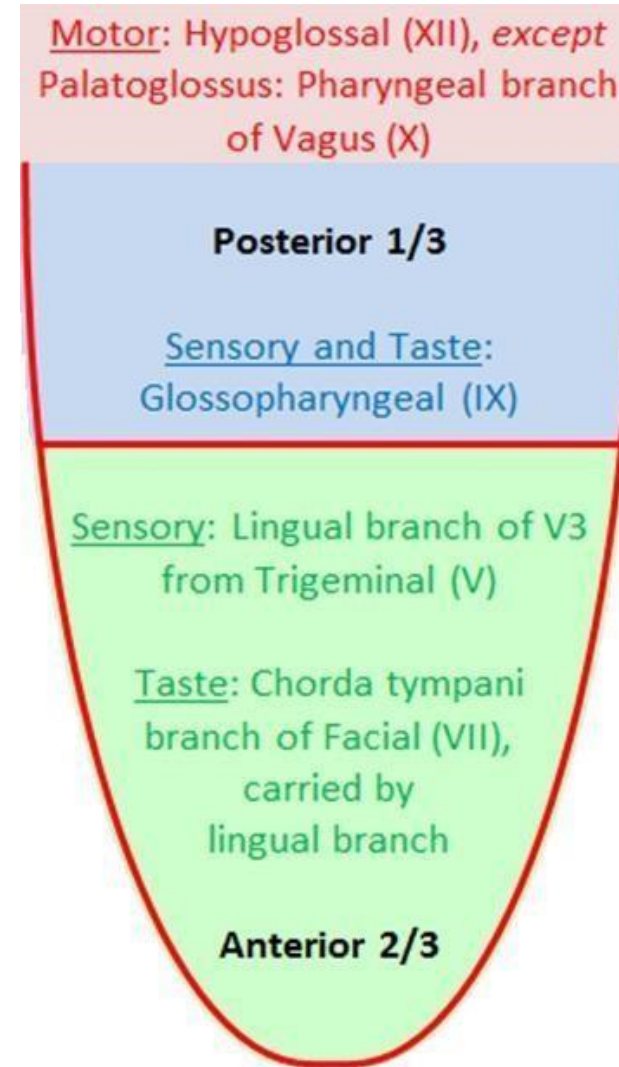 Motor: Hypoglossal (XII), except
Palatoglossus: Pharyngeal branch
of Vagus (X)
Posterior 1/3
Sensory and Taste:
Glossopharyngeal (IX)
Sensory: Lingual branch of V3
from Trigeminal (V)
Taste: Chorda tympani
branch of Facial (VII),
carried by
lingual branch
Anterior 2/3